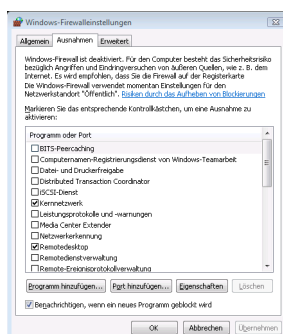 Windows-Firewalleinstellungen
Allgemein Ausnahmen Erweitert
Windows-Firewall ist deaktiviert. Für den Computer besteht das Sicherheitsrisiko
bezüglich Angriffen und Eindringversuchen von äußeren Quellen, wie z. B. dem
Internet. Es wird empfohlen, dass Sie die Firewall auf der Registerkarte
Die Windows-Firewall verwendet momentan Einstellungen für den
Netzwerkstandort "Öffentlich". Risiken durch das Aufheben von Blockierungen
Markieren Sie das entsprechende Kontrollkästchen, um eine Ausnahme zu
aktivieren:
Programm oder Port
BITS-Peercaching
Computernamen-Registrierungsdienst von Windows-Teamarbeit
Datei- und Druckerfreigabe
Distributed Transaction Coordinator
iSCSI-Dienst
Kernnetzwerk
Leistungsprotokolle und -warnungen
Media Center Extender
Netzwerkerkennung
Remotedesktop
Remotedienstverwaltung
Remote-Ereignisprotokollverwaltung
Programm hinzufügen... Port hinzufügen... Eigenschaften Löschen
Benachrichtigen, wenn ein neues Programm geblockt wird
OK Abbrechen Übernehmen